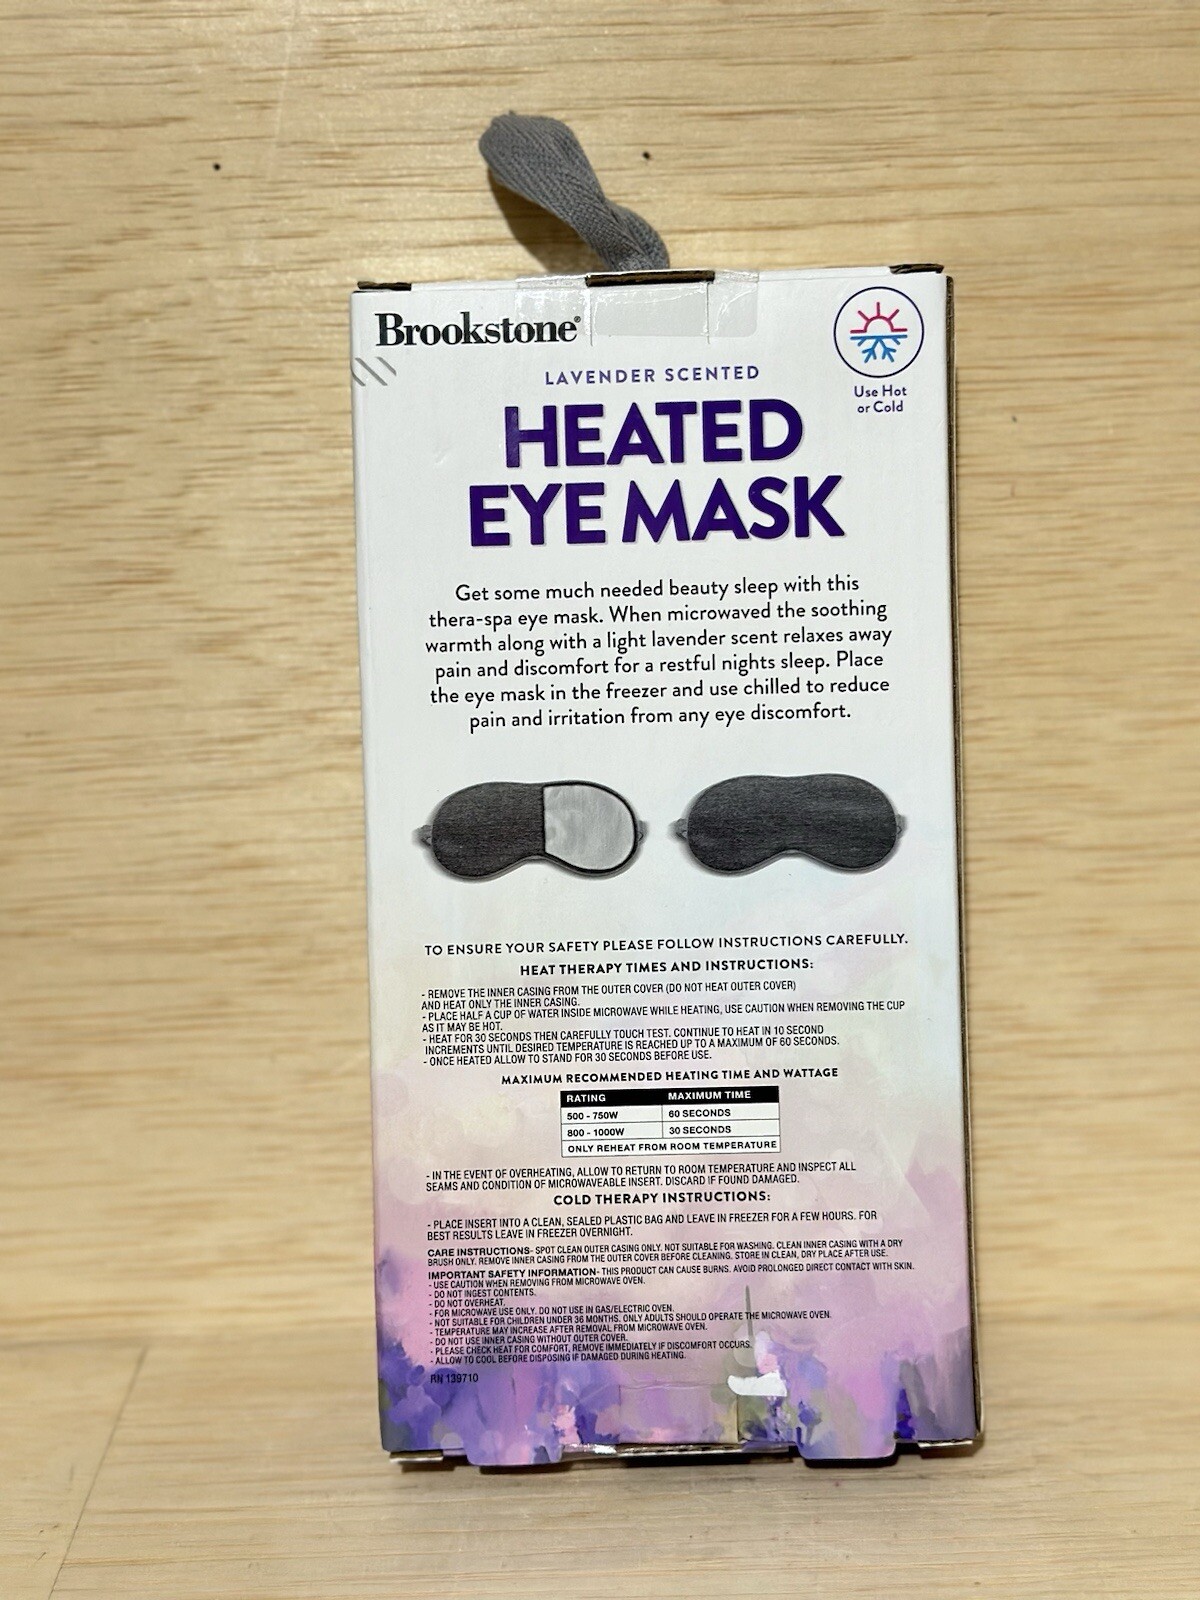 Brookstone®
Use Hot
or Cold
LAVENDER SCENTED
HEATED
EYE MASK
Get some much needed beauty sleep with this
thera-spa eye mask. When microwaved the soothing
warmth along with a light lavender scent relaxes away
pain and discomfort for a restful nights sleep. Place
the eye mask in the freezer and use chilled to reduce
pain and irritation from any eye discomfort.
TO ENSURE YOUR SAFETY PLEASE FOLLOW INSTRUCTIONS CAREFULLY.
HEAT THERAPY TIMES AND INSTRUCTIONS:
- REMOVE THE INNER CASING FROM THE OUTER COVER (DO NOT HEAT OUTER COVER)
AND HEAT ONLY THE INNER CASING.
- PLACE HALF A CUP OF WATER INSIDE MICROWAVE WHILE HEATING, USE CAUTION WHEN REMOVING THE CUP
AS IT MAY BE HOT.
- HEAT FOR 30 SECONDS THEN CAREFULLY TOUCH TEST. CONTINUE TO HEAT IN 10 SECOND
INCREMENTS UNTIL DESIRED TEMPERATURE IS REACHED UP TO A MAXIMUM OF 60 SECONDS.
- ONCE HEATED ALLOW TO STAND FOR 30 SECONDS BEFORE USE.
MAXIMUM RECOMMENDED HEATING TIME AND WATTAGE
RATING MAXIMUM TIME
500 - 750W 60 SECONDS
800 - 1000W 30 SECONDS
ONLY REHEAT FROM ROOM TEMPERATURE
- IN THE EVENT OF OVERHEATING, ALLOW TO RETURN TO ROOM TEMPERATURE AND INSPECT ALL
SEAMS AND CONDITION OF MICROWAVEABLE INSERT. DISCARD IF FOUND DAMAGED.
COLD THERAPY INSTRUCTIONS:
- PLACE INSERT INTO A CLEAN, SEALED PLASTIC BAG AND LEAVE IN FREEZER FOR A FEW HOURS. FOR
BEST RESULTS LEAVE IN FREEZER OVERNIGHT.
CARE INSTRUCTIONS- SPOT CLEAN OUTER CASING ONLY. NOT SUITABLE FOR WASHING. CLEAN INNER CASING WITH A DRY
BRUSH ONLY. REMOVE INNER CASING FROM THE OUTER COVER BEFORE CLEANING. STORE IN CLEAN, DRY PLACE AFTER USE.
IMPORTANT SAFETY INFORMATION- THIS PRODUCT CAN CAUSE BURNS. AVOID PROLONGED DIRECT CONTACT WITH SKIN.
- USE CAUTION WHEN REMOVING FROM MICROWAVE OVEN.
- DO NOT INGEST CONTENTS.
- DO NOT OVERHEAT.
- FOR MICROWAVE USE ONLY. DO NOT USE IN GAS/ELECTRIC OVEN.
- NOT SUITABLE FOR CHILDREN UNDER 36 MONTHS. ONLY ADULTS SHOULD OPERATE THE MICROWAVE OVEN.
- TEMPERATURE MAY INCREASE AFTER REMOVAL FROM MICROWAVE OVEN.
- DO NOT USE INNER CASING WITHOUT OUTER COVER.
- PLEASE CHECK HEAT FOR COMFORT, REMOVE IMMEDIATELY IF DISCOMFORT OCCURS.
- ALLOW TO COOL BEFORE DISPOSING IF DAMAGED DURING HEATING.
RN 139710